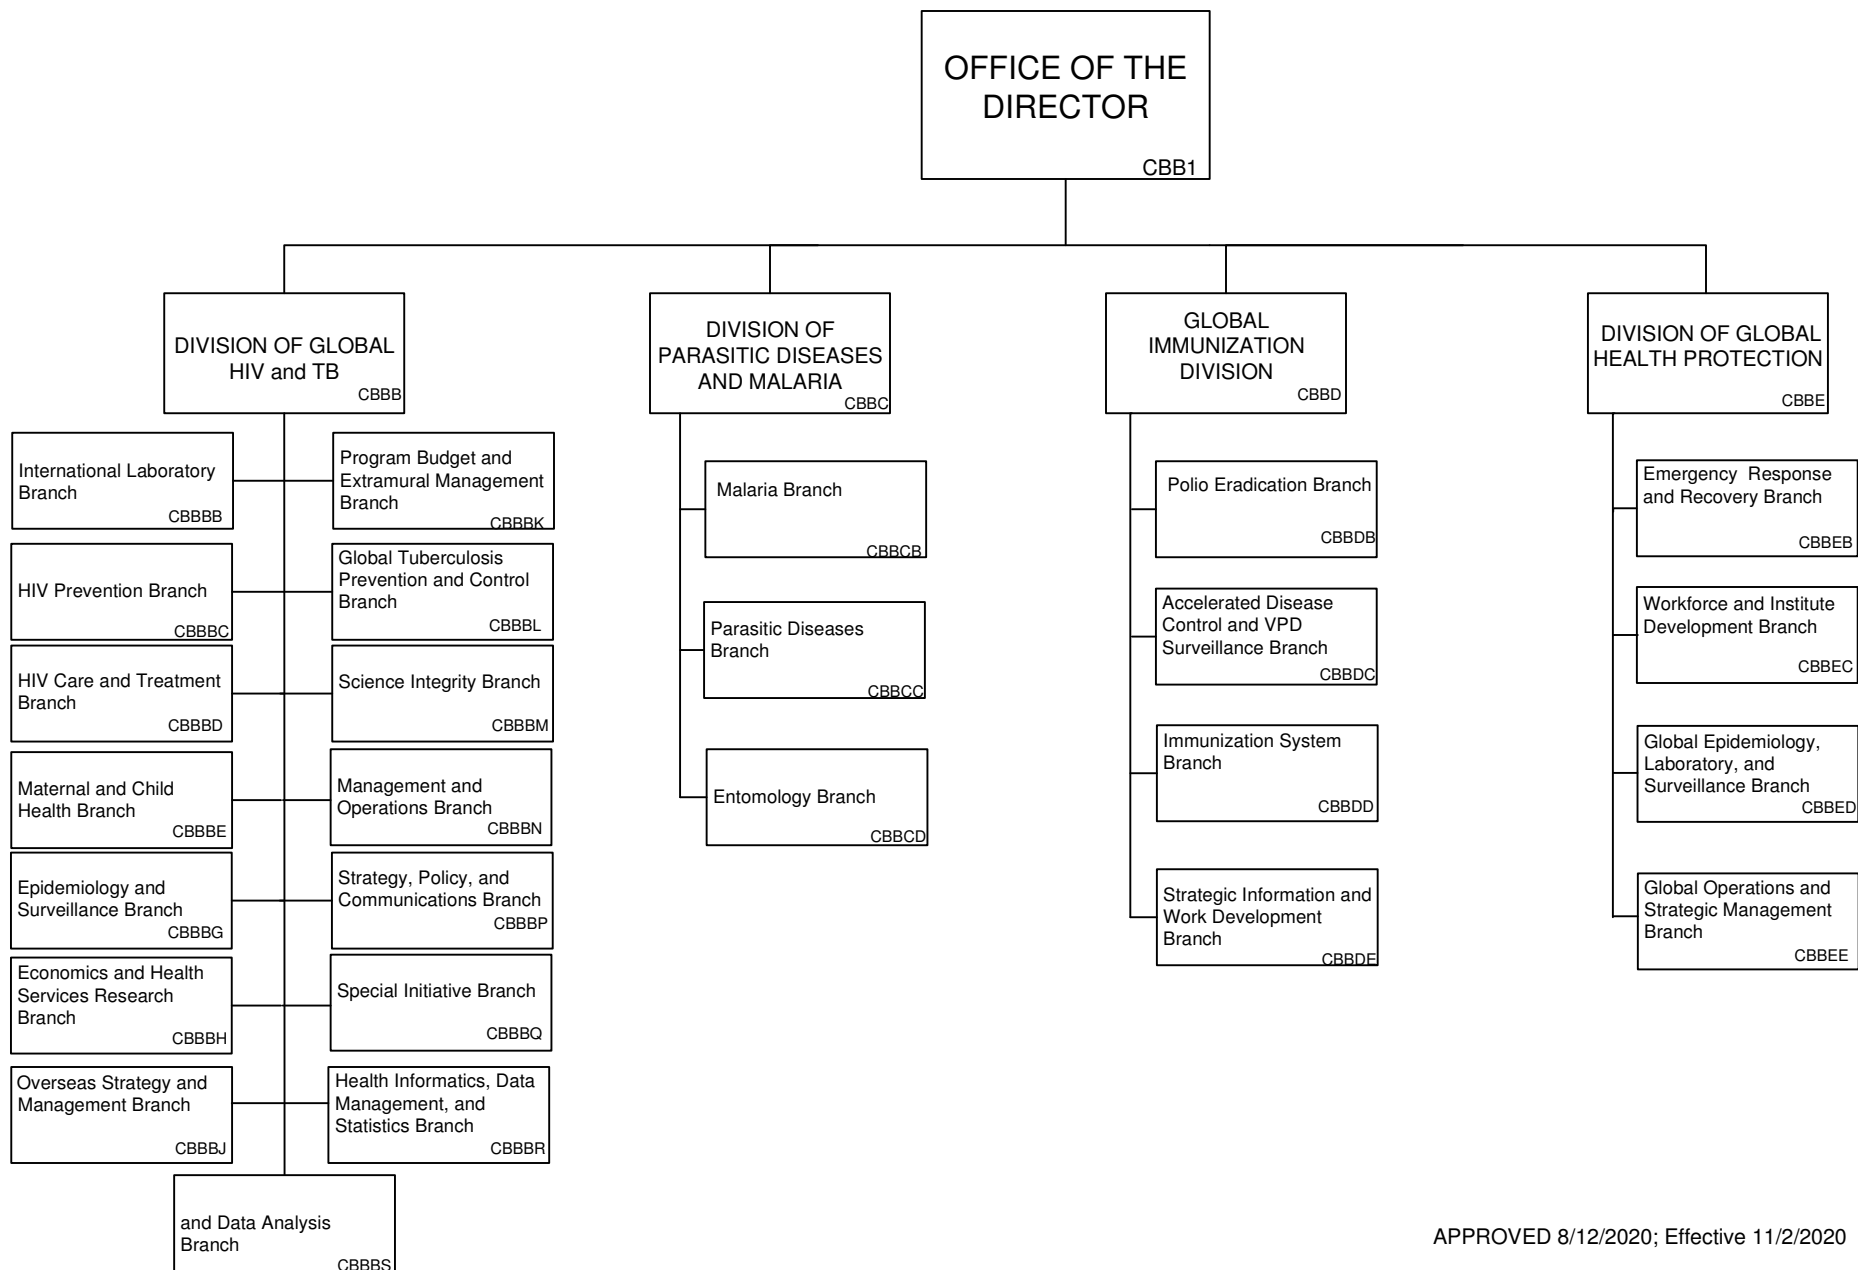 OFFICE OF THE
DIRECTOR
CBB1
DIVISION OF GLOBAL
HIV and TB
CBBB
International Laboratory
Branch
CBBBB
Program Budget and
Extramural Management
Branch
CBBBK
HIV Prevention Branch
CBBBC
Global Tuberculosis
Prevention and Control
Branch
CBBBL
HIV Care and Treatment
Branch
CBBBD
Science Integrity Branch
CBBBM
Maternal and Child
Health Branch
CBBBE
Management and
Operations Branch
CBBBN
Epidemiology and
Surveillance Branch
CBBBG
Strategy, Policy, and
Communications Branch
CBBBP
Economics and Health
Services Research
Branch
CBBBH
Special Initiative Branch
CBBBQ
Overseas Strategy and
Management Branch
CBBBJ
Health Informatics, Data
Management, and
Statistics Branch
CBBBR
and Data Analysis
Branch
CBBBS
DIVISION OF
PARASITIC DISEASES
AND MALARIA
CBBC
Malaria Branch
CBBCB
Parasitic Diseases
Branch
CBBCC
Entomology Branch
CBBCD
GLOBAL
IMMUNIZATION
DIVISION
CBBD
Polio Eradication Branch
CBBDB
Accelerated Disease
Control and VPD
Surveillance Branch
CBBDC
Immunization System
Branch
CBBDD
Strategic Information and
Work Development
Branch
CBBDE
DIVISION OF GLOBAL
HEALTH PROTECTION
CBBE
Emergency Response
and Recovery Branch
CBBEB
Workforce and Institute
Development Branch
CBBEC
Global Epidemiology,
Laboratory, and
Surveillance Branch
CBBED
Global Operations and
Strategic Management
Branch
CBBEE
APPROVED 8/12/2020; Effective 11/2/2020